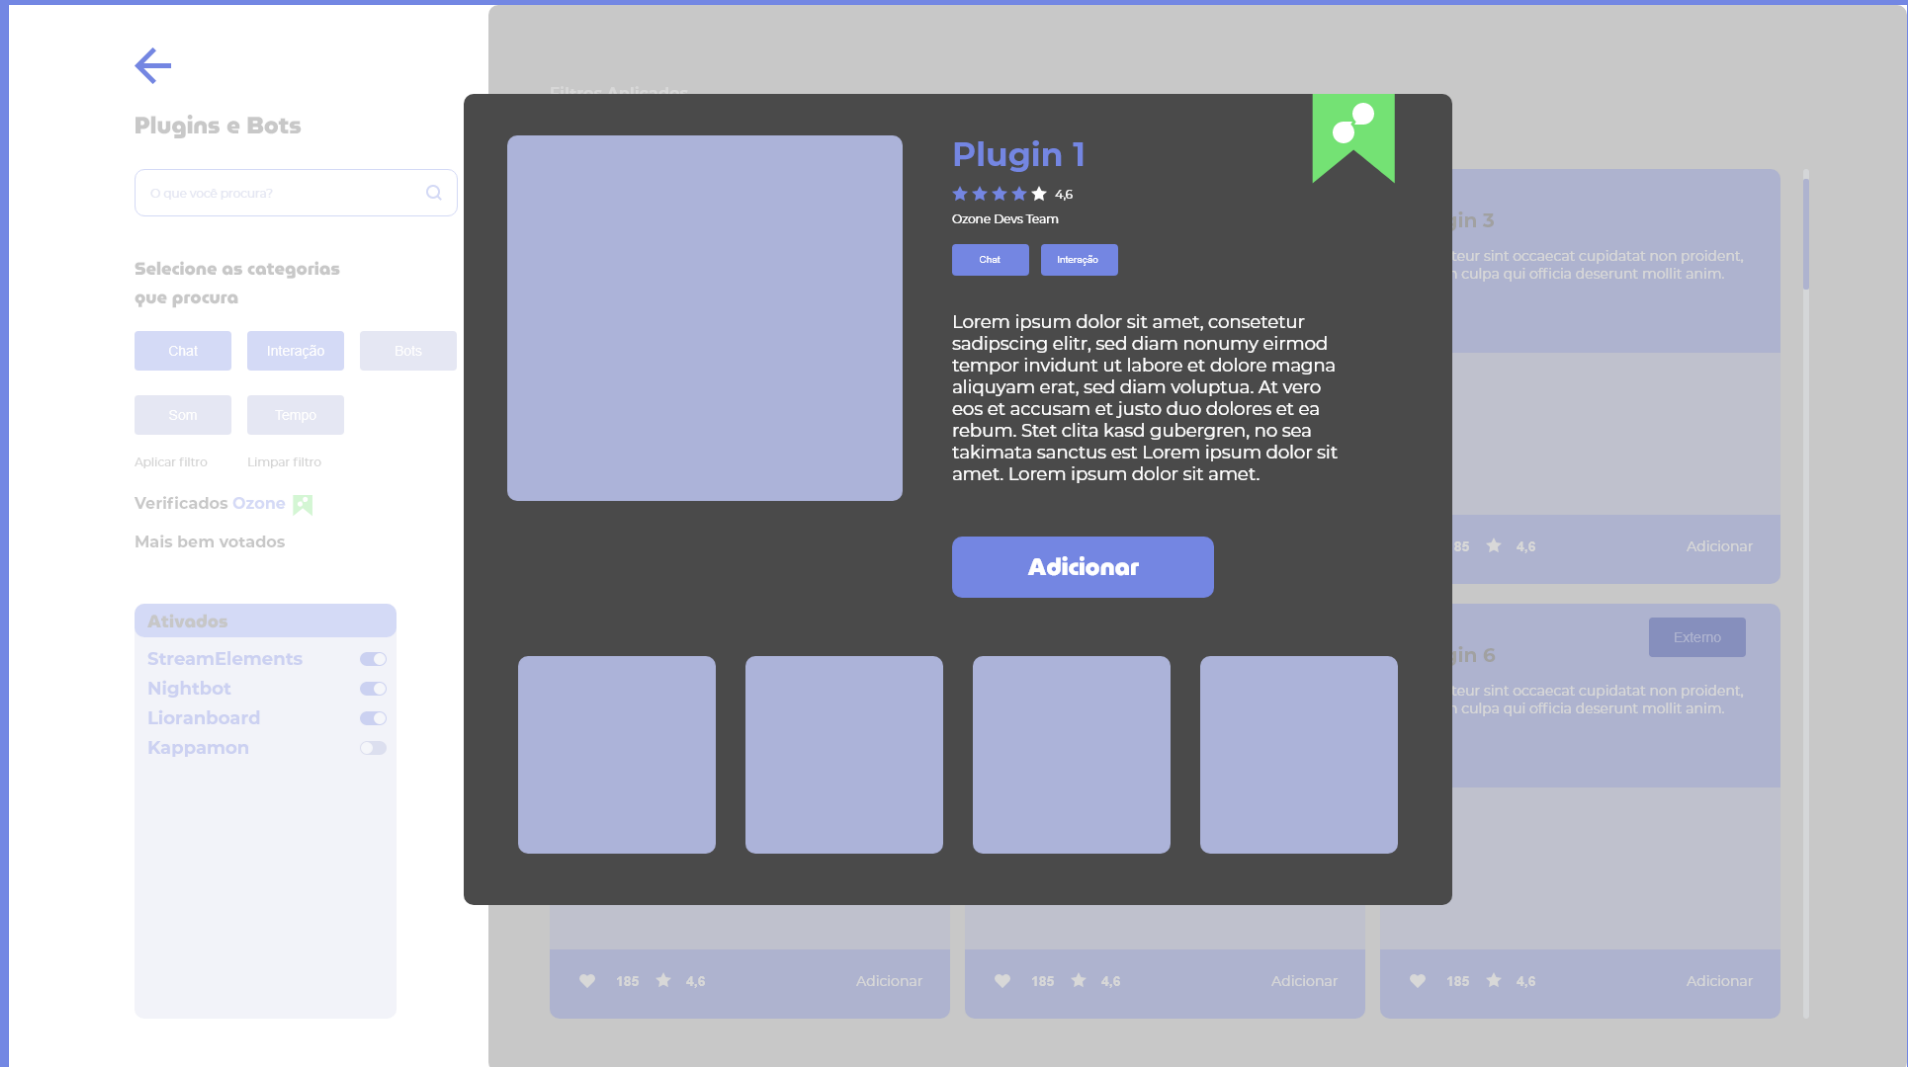 Plugins e Bots
O que você procura?
Selecione as categorias
que procura
Chat
Interação
Bots
Som
Tempo
Aplicar filtro
Limpar filtro
Verificados Ozone
Mais bem votados
Ativados
StreamElements
Nightbot
Lioranboard
Kappamon
Filtros Aplicados
Plugin 1
4,6
Ozone Devs Team
Chat
Interação
Lorem ipsum dolor sit amet, consetetur
sadipscing elitr, sed diam nonumy eirmod
tempor invidunt ut labore et dolore magna
aliquyam erat, sed diam voluptua. At vero
eos et accusam et justo duo dolores et ea
rebum. Stet clita kasd gubergren, no sea
takimata sanctus est Lorem ipsum dolor sit
amet. Lorem ipsum dolor sit amet.
Adicionar
gin 3
teur sint occaecat cupidatat non proident,
culpa qui officia deserunt mollit anim.
85
4,6
Adicionar
Externo
gin 6
teur sint occaecat cupidatat non proident,
culpa qui officia deserunt mollit anim.
185
4,6
Adicionar
185
4,6
Adicionar
185
4,6
Adicionar